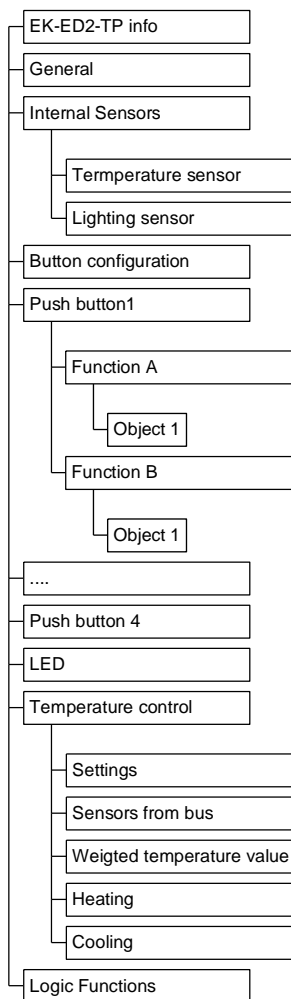 EK-ED2-TP info
General
Internal Sensors
Termperature sensor
Lighting sensor
Button configuration
Push button1
Function A
Object 1
Function B
Object 1
....
Push button 4
LED
Temperature control
Settings
Sensors from bus
Weigted temperature value
Heating
Cooling
Logic Functions